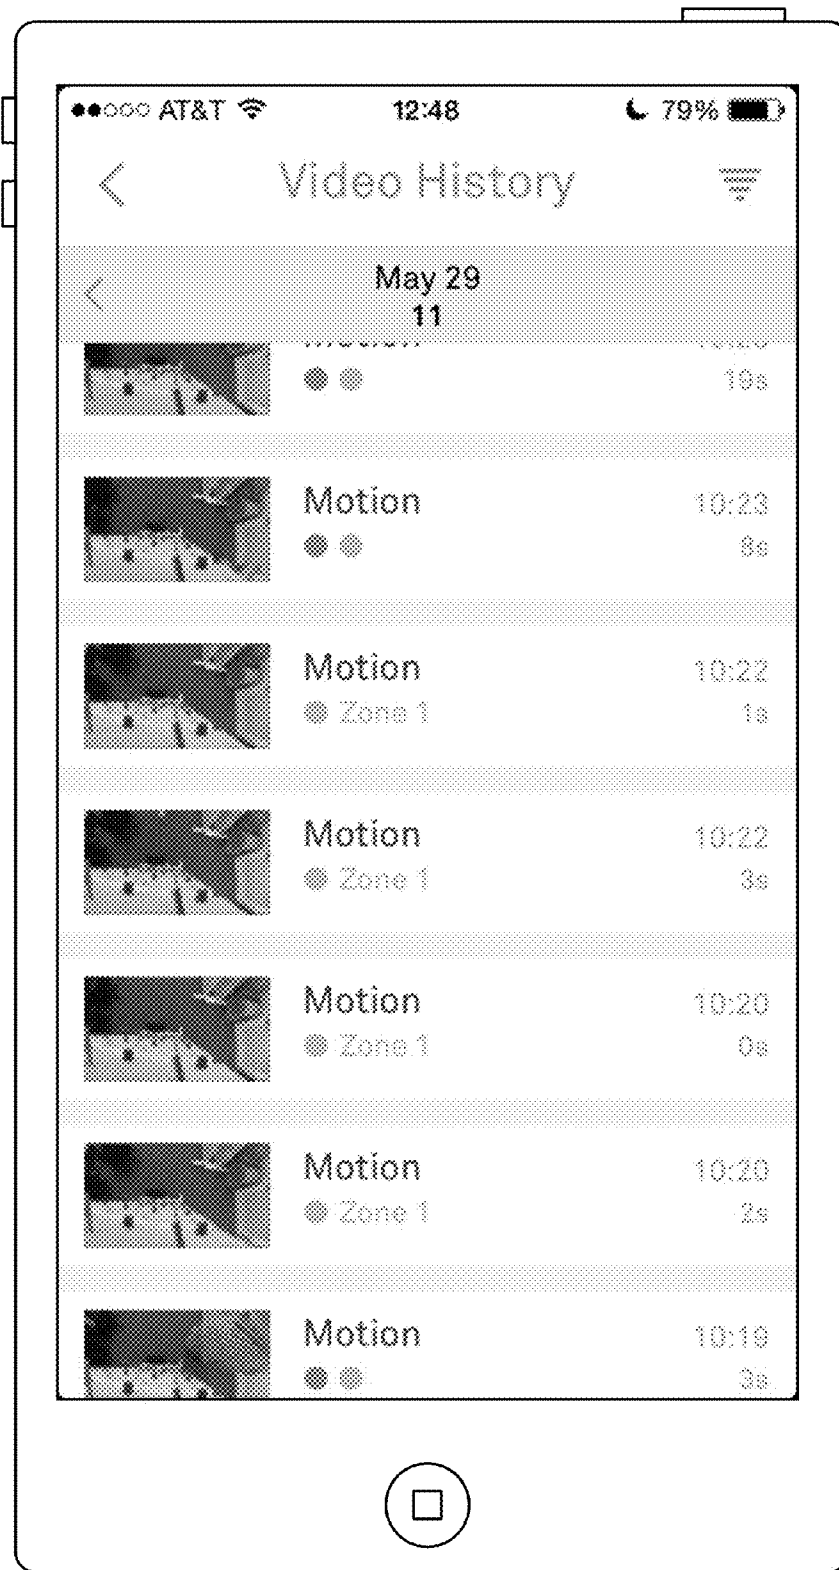 AT&T 12:48 79%
Video History
May 29
11
19s
Motion 10:23
8s
Motion 10:22
Zone 1 1s
Motion 10:22
Zone 1 3s
Motion 10:20
Zone 1 0s
Motion 10:20
Zone 1 2s
Motion 10:19
3s